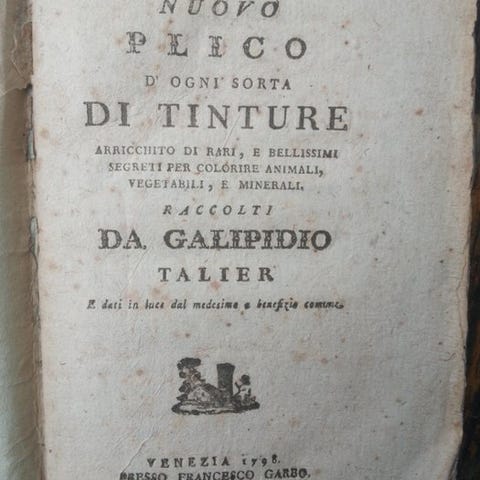 NUOVO
PLICO
D' OGNI SORTA
DI TINTURE
ARRICCHITO DI RARI, E BELLISSIMI
SEGRETI PER COLORIRE ANIMALI,
VEGETABILI, E MINERALI.
RACCOLTI
DA GALIPIDIO
TALIER
E dati in luce dal medesimo a benefizio comune.
VENEZIA 1798.
PRESSO FRANCESCO GARBO.